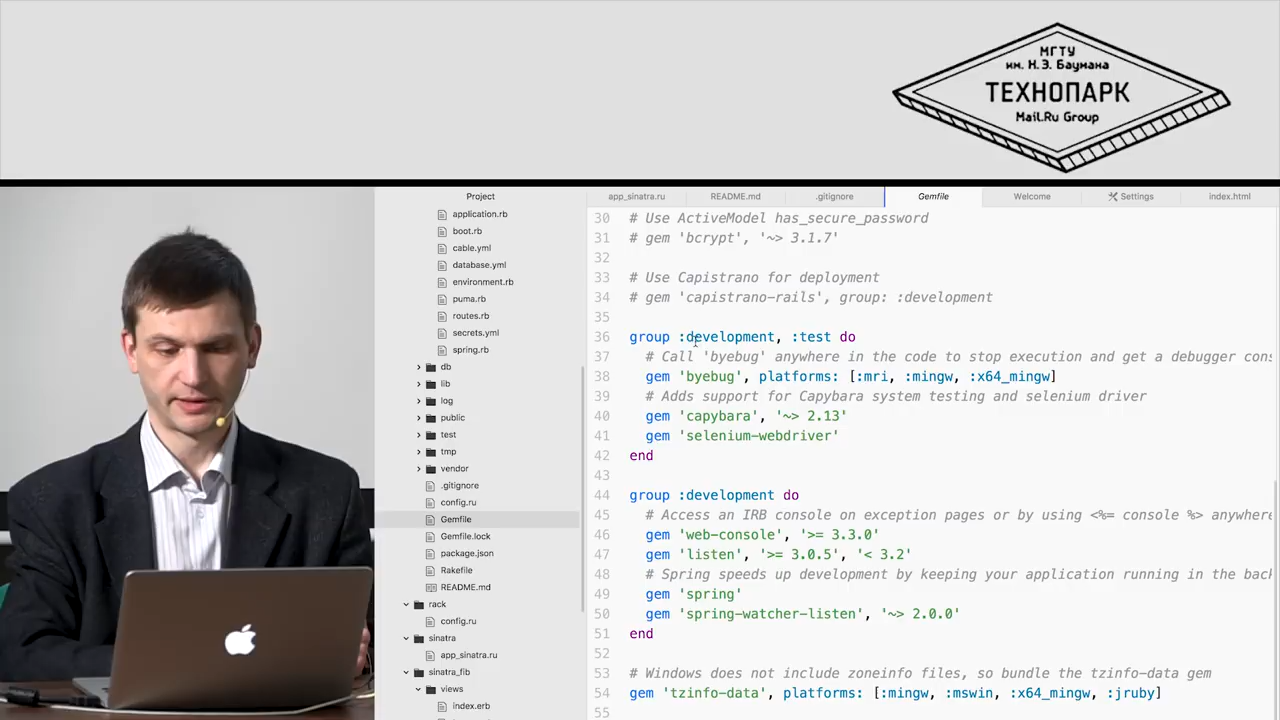 МГТУ
им. Н.Э. Баумана
ТЕХНОПАРК
Mail.Ru Group
Project
application.rb
boot.rb
cable.yml
database.yml
environment.rb
puma.rb
routes.rb
secrets.yml
spring.rb
db
lib
log
public
test
tmp
vendor
.gitignore
config.ru
Gemfile
Gemfile.lock
package.json
Rakefile
README.md
rack
config.ru
sinatra
app_sinatra.ru
sinatra_fib
views
index.erb
app_sinatra.ru README.md .gitignore Gemfile Welcome Settings index.html
30 # Use ActiveModel has_secure_password
31 # gem 'bcrypt', '~> 3.1.7'
32
33 # Use Capistrano for deployment
34 # gem 'capistrano-rails', group: :development
35
36 group :development, :test do
37 # Call 'byebug' anywhere in the code to stop execution and get a debugger cons
38 gem 'byebug', platforms: [:mri, :mingw, :x64_mingw]
39 # Adds support for Capybara system testing and selenium driver
40 gem 'capybara', '~> 2.13'
41 gem 'selenium-webdriver'
42 end
43
44 group :development do
45 # Access an IRB console on exception pages or by using <%= console %> anywhere
46 gem 'web-console', '>= 3.3.0'
47 gem 'listen', '>= 3.0.5', '< 3.2'
48 # Spring speeds up development by keeping your application running in the back
49 gem 'spring'
50 gem 'spring-watcher-listen', '~> 2.0.0'
51 end
52
53 # Windows does not include zoneinfo files, so bundle the tzinfo-data gem
54 gem 'tzinfo-data', platforms: [:mingw, :mswin, :x64_mingw, :jruby]
55